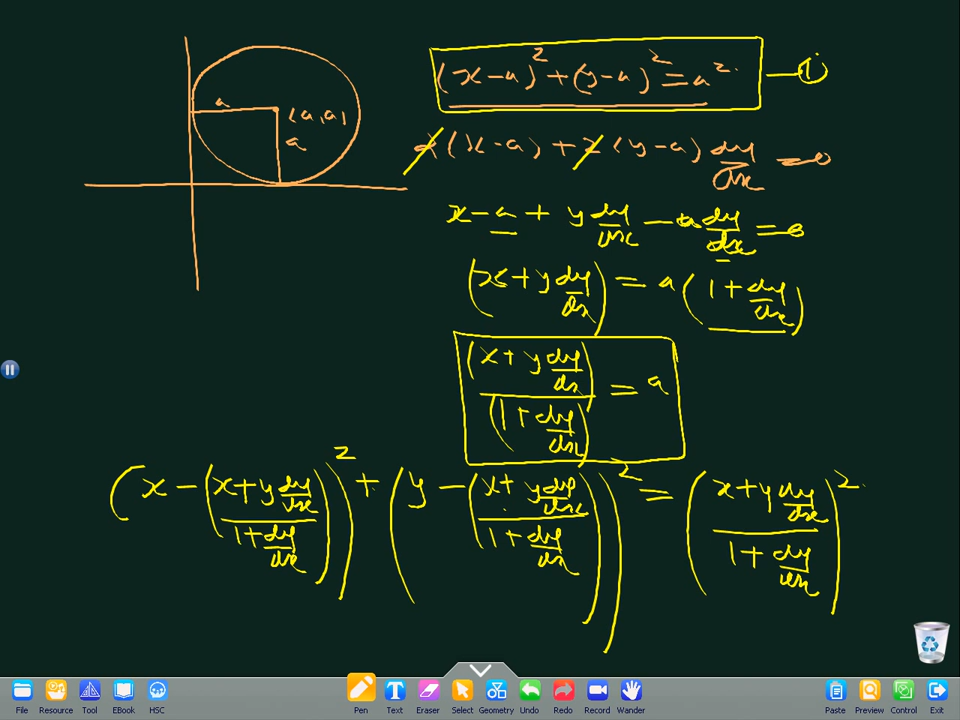 (x-a)² + (y-a)² = a² — ①
a
(a,a)
a
2(x-a) + 2(y-a) dy/dx = 0
x - a + y dy/dx - a dy/dx = 0
(x + y dy/dx) = a (1 + dy/dx)
(x + y dy/dx) / (1 + dy/dx) = a
(x - (x + y dy/dx / 1 + dy/dx))² + (y - (x + y dy/dx / 1 + dy/dx))² = (x + y dy/dx / 1 + dy/dx)²
File Resource Tool EBook HSC Pen Text Eraser Select Geometry Undo Redo Record Wander Paste Preview Control Exit